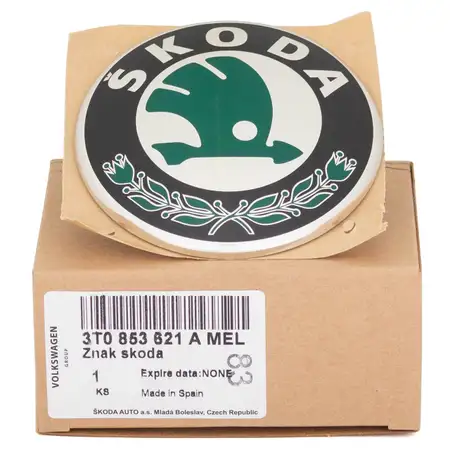 ŠKODA
VOLKSWAGEN
GROUP
3T0 853 621 A MEL
Znak skoda
1
KS
Expire data:NONE
Made in Spain
83
ŠKODA AUTO a.s. Mladá Boleslav, Czech Republic